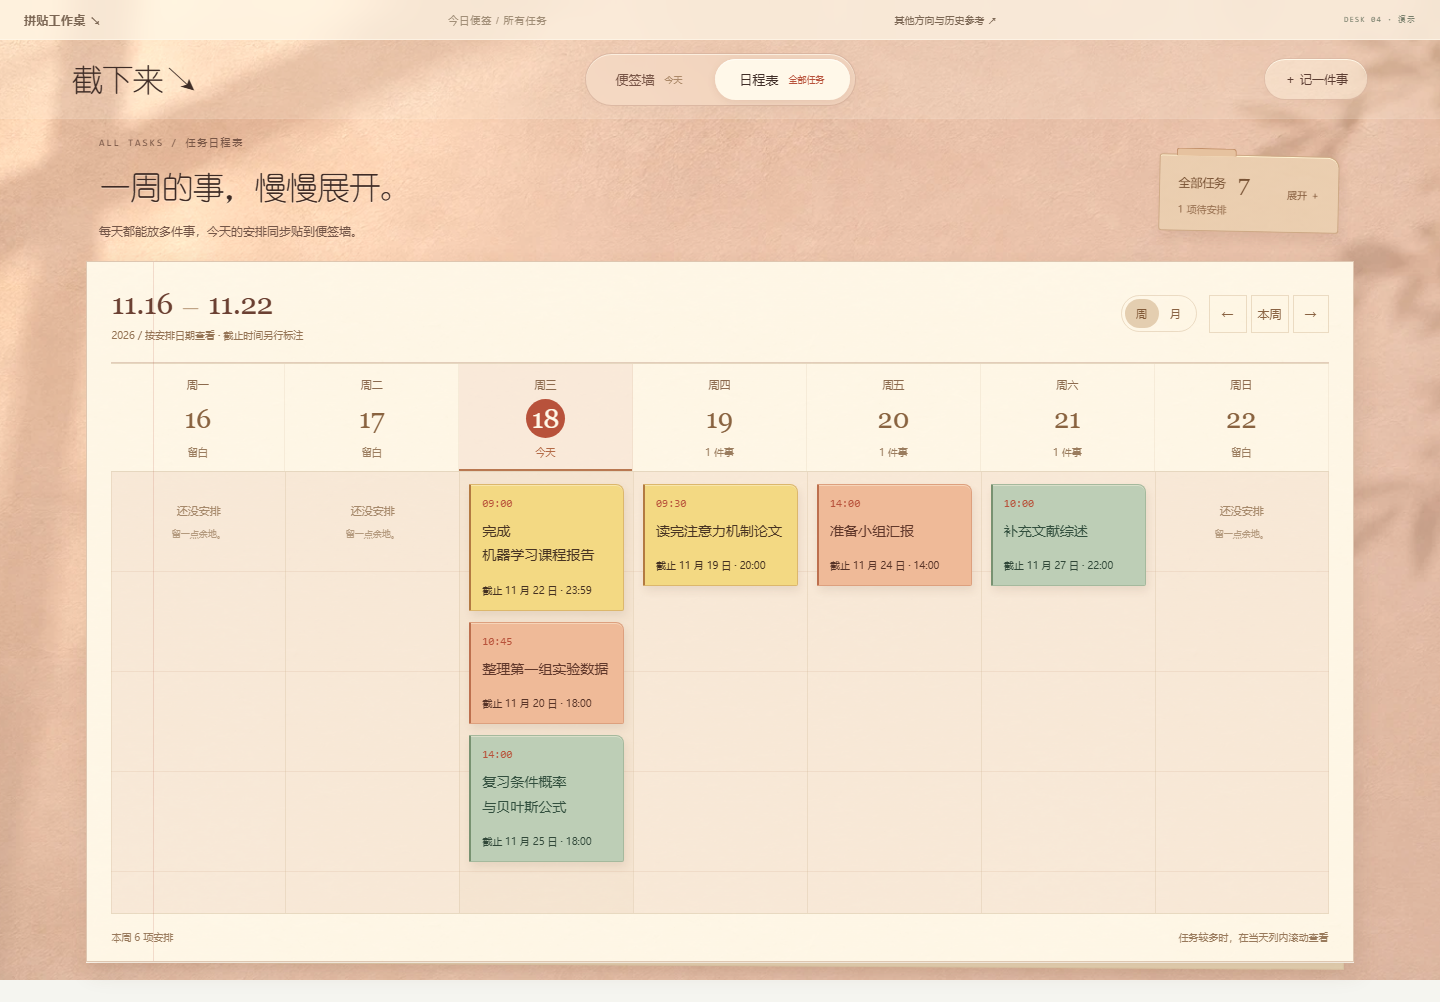 拼贴工作桌 ↘
今日便签 / 所有任务
其他方向与历史参考 ↗
DESK 04 · 演示
截下来↘
便签墙 今天
日程表 全部任务
+ 记一件事
ALL TASKS / 任务日程表
一周的事，慢慢展开。
每天都能放多件事，今天的安排同步贴到便签墙。
全部任务 7
1 项待安排
展开 +
11.16 — 11.22
2026 / 按安排日期查看 · 截止时间另行标注
周 月
← 本周 →
周一
16
留白
周二
17
留白
周三
18
今天
周四
19
1 件事
周五
20
1 件事
周六
21
1 件事
周日
22
留白
还没安排
留一点余地。
还没安排
留一点余地。
09:00
完成
机器学习课程报告
截止 11 月 22 日 · 23:59
10:45
整理第一组实验数据
截止 11 月 20 日 · 18:00
14:00
复习条件概率
与贝叶斯公式
截止 11 月 25 日 · 18:00
09:30
读完注意力机制论文
截止 11 月 19 日 · 20:00
14:00
准备小组汇报
截止 11 月 24 日 · 14:00
10:00
补充文献综述
截止 11 月 27 日 · 22:00
还没安排
留一点余地。
本周 6 项安排
任务较多时，在当天列内滚动查看